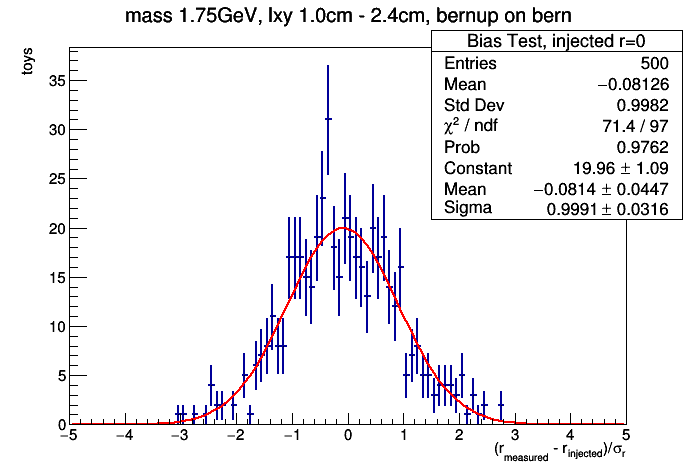 mass 1.75GeV, lxy 1.0cm - 2.4cm, bernup on bern
Bias Test, injected r=0
Entries 500
Mean −0.08126
Std Dev 0.9982
χ² / ndf 71.4 / 97
Prob 0.9762
Constant 19.96 ± 1.09
Mean −0.0814 ± 0.0447
Sigma 0.9991 ± 0.0316
toys
35
30
25
20
15
10
5
0
−5 −4 −3 −2 −1 0 1 2 3 4 5
(r_measured - r_injected)/σ_r